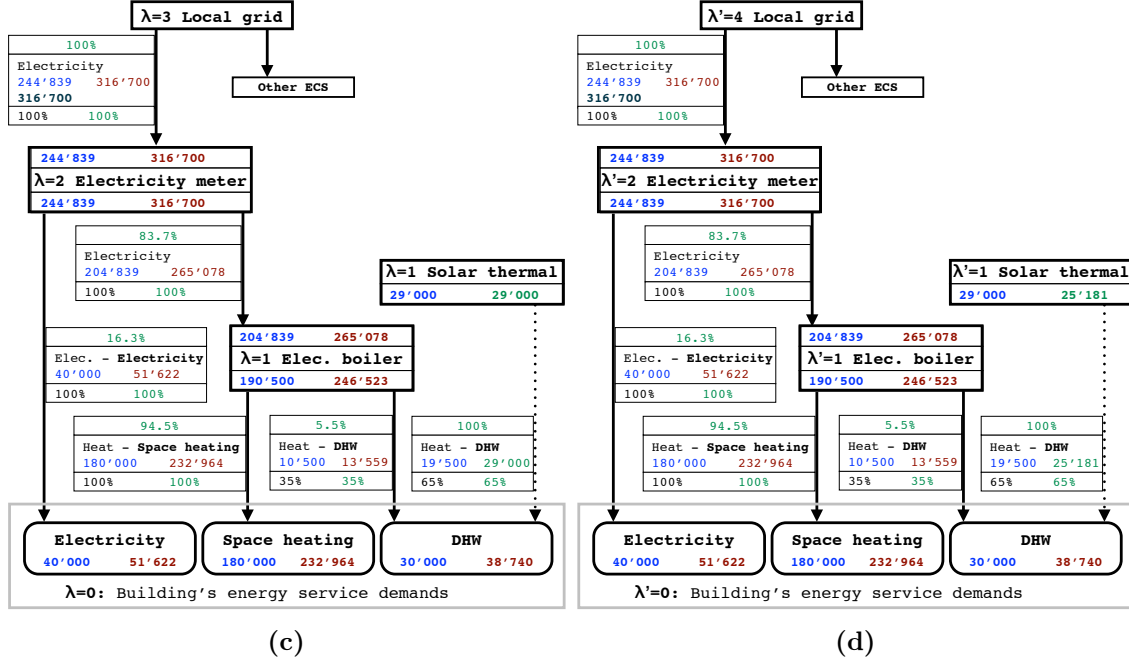 λ=3 Local grid
100%
Electricity
244’839 316’700
316’700
100% 100%
Other ECS
244’839 316’700
λ=2 Electricity meter
244’839 316’700
83.7%
Electricity
204’839 265’078
100% 100%
λ=1 Solar thermal
29’000 29’000
16.3%
Elec. – Electricity
40’000 51’622
100% 100%
204’839 265’078
λ=1 Elec. boiler
190’500 246’523
94.5%
Heat – Space heating
180’000 232’964
100% 100%
5.5%
Heat – DHW
10’500 13’559
35% 35%
100%
Heat – DHW
19’500 29’000
65% 65%
Electricity
40’000 51’622
Space heating
180’000 232’964
DHW
30’000 38’740
λ=0: Building’s energy service demands
(c)
λ’=4 Local grid
100%
Electricity
244’839 316’700
316’700
100% 100%
Other ECS
244’839 316’700
λ’=2 Electricity meter
244’839 316’700
83.7%
Electricity
204’839 265’078
100% 100%
λ’=1 Solar thermal
29’000 25’181
16.3%
Elec. – Electricity
40’000 51’622
100% 100%
204’839 265’078
λ’=1 Elec. boiler
190’500 246’523
94.5%
Heat – Space heating
180’000 232’964
100% 100%
5.5%
Heat – DHW
10’500 13’559
35% 35%
100%
Heat – DHW
19’500 25’181
65% 65%
Electricity
40’000 51’622
Space heating
180’000 232’964
DHW
30’000 38’740
λ’=0: Building’s energy service demands
(d)